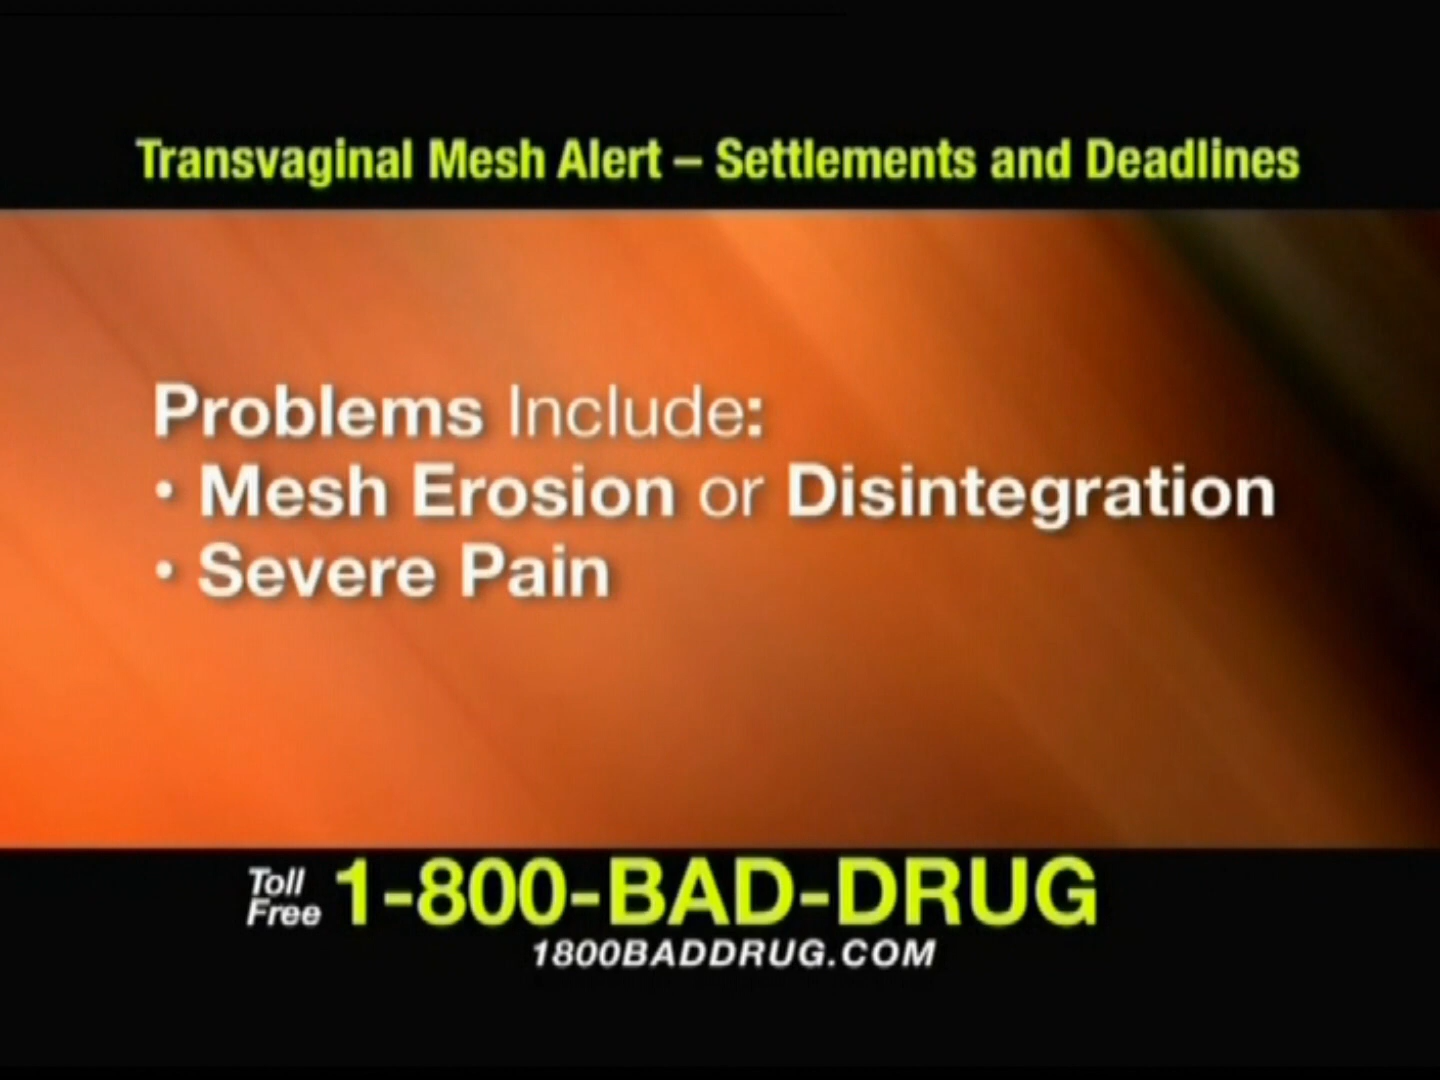 Transvaginal Mesh Alert – Settlements and Deadlines
Problems Include:
• Mesh Erosion or Disintegration
• Severe Pain
Toll Free 1-800-BAD-DRUG
1800BADDRUG.COM